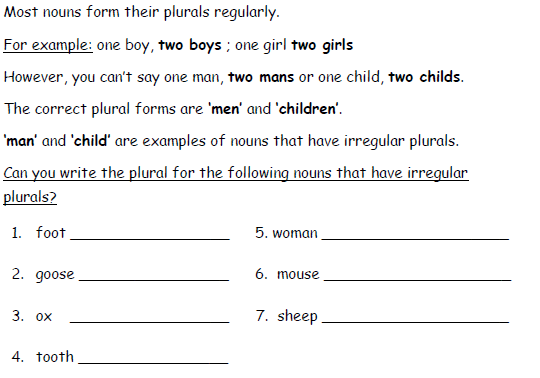 Most nouns form their plurals regularly.
For example: one boy, two boys ; one girl two girls
However, you can't say one man, two mans or one child, two childs.
The correct plural forms are 'men' and 'children'.
'man' and 'child' are examples of nouns that have irregular plurals.
Can you write the plural for the following nouns that have irregular
plurals?
1. foot ____________________ 5. woman ____________________
2. goose ____________________ 6. mouse ____________________
3. ox ____________________ 7. sheep ____________________
4. tooth ____________________